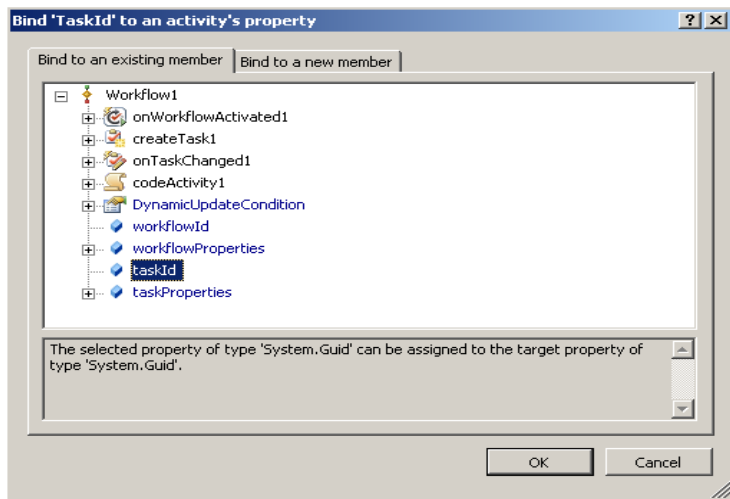 Bind 'TaskId' to an activity's property
Bind to an existing member
Bind to a new member
Workflow1
onWorkflowActivated1
createTask1
onTaskChanged1
codeActivity1
DynamicUpdateCondition
workflowId
workflowProperties
taskId
taskProperties
The selected property of type 'System.Guid' can be assigned to the target property of
type 'System.Guid'.
OK
Cancel